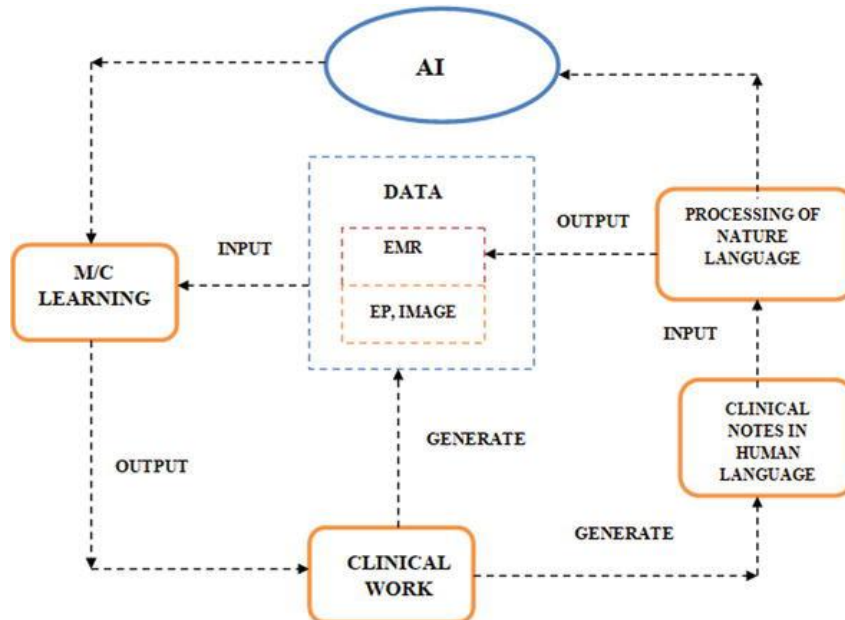 AI
DATA
PROCESSING OF
NATURE
LANGUAGE
OUTPUT
EMR
INPUT
M/C
LEARNING
EP, IMAGE
INPUT
CLINICAL
NOTES IN
HUMAN
LANGUAGE
GENERATE
OUTPUT
GENERATE
CLINICAL
WORK